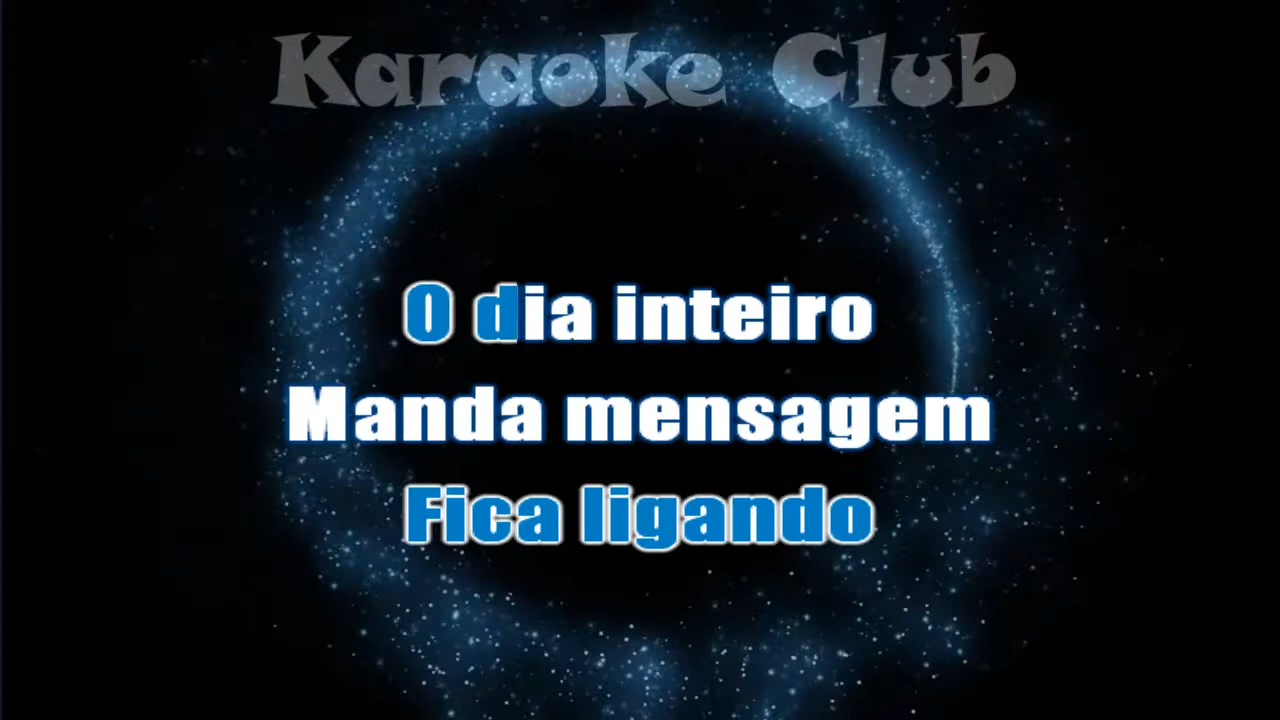 Karaoke Club
O dia inteiro
Manda mensagem
Fica ligando